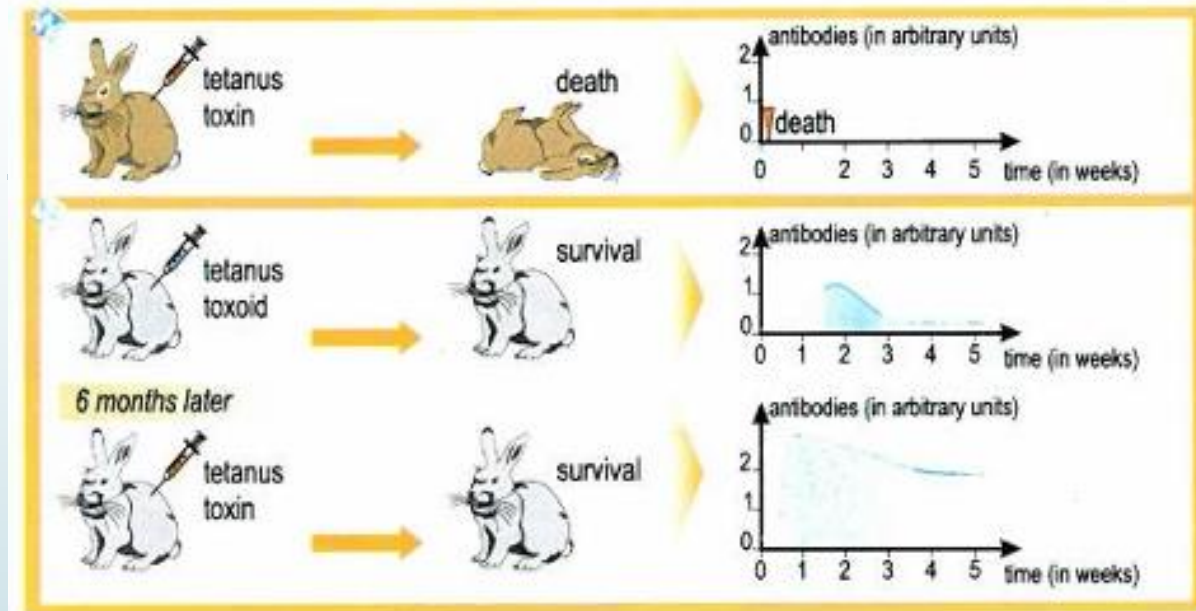 tetanus
toxin
death
antibodies (in arbitrary units)
2
1
0
death
0 2 3 4 5 time (in weeks)
tetanus
toxoid
survival
antibodies (in arbitrary units)
2
1
0
0 1 2 3 4 5 time (in weeks)
6 months later
tetanus
toxin
survival
antibodies (in arbitrary units)
2
1
0
0 1 2 3 4 5 time (in weeks)